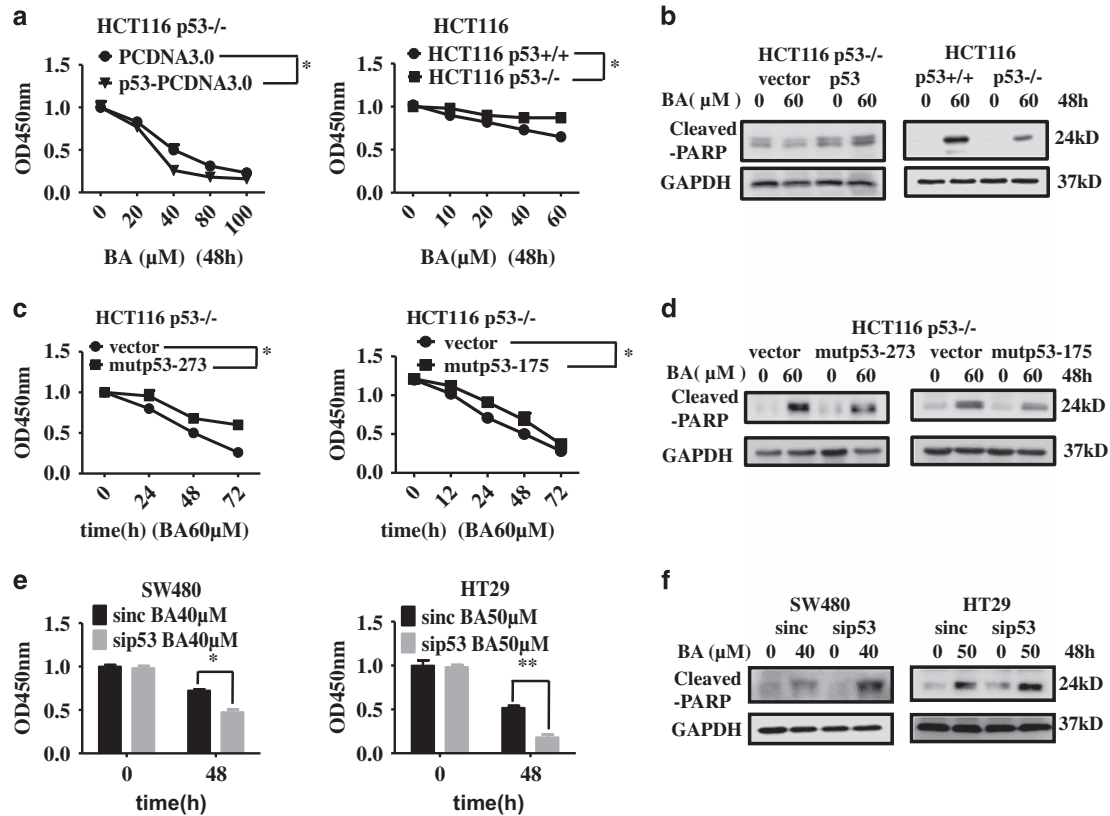 a
HCT116 p53-/-
PCDNA3.0
p53-PCDNA3.0
*
OD450nm
1.5
1.0
0.5
0.0
0 20 40 80 100
BA (μM) (48h)
HCT116
HCT116 p53+/+
HCT116 p53-/-
*
OD450nm
1.5
1.0
0.5
0.0
0 10 20 40 60
BA(μM) (48h)
b
HCT116 p53-/-
vector p53
HCT116
p53+/+ p53-/-
BA( μM ) 0 60 0 60 0 60 0 60 48h
Cleaved
-PARP
24kD
GAPDH
37kD
c
HCT116 p53-/-
vector
mutp53-273
*
OD450nm
1.5
1.0
0.5
0.0
0 24 48 72
time(h) (BA60μM)
HCT116 p53-/-
vector
mutp53-175
*
OD450nm
1.5
1.0
0.5
0.0
0 12 24 48 72
time(h) (BA60μM)
d
HCT116 p53-/-
vector mutp53-273 vector mutp53-175
BA( μM ) 0 60 0 60 0 60 0 60 48h
Cleaved
-PARP
24kD
GAPDH
37kD
e
SW480
sinc BA40μM
sip53 BA40μM
*
OD450nm
1.5
1.0
0.5
0.0
0 48
time(h)
HT29
sinc BA50μM
sip53 BA50μM
**
OD450nm
1.5
1.0
0.5
0.0
0 48
time(h)
f
SW480 HT29
sinc sip53 sinc sip53
BA (μM) 0 40 0 40 0 50 0 50 48h
Cleaved
-PARP
24kD
GAPDH
37kD